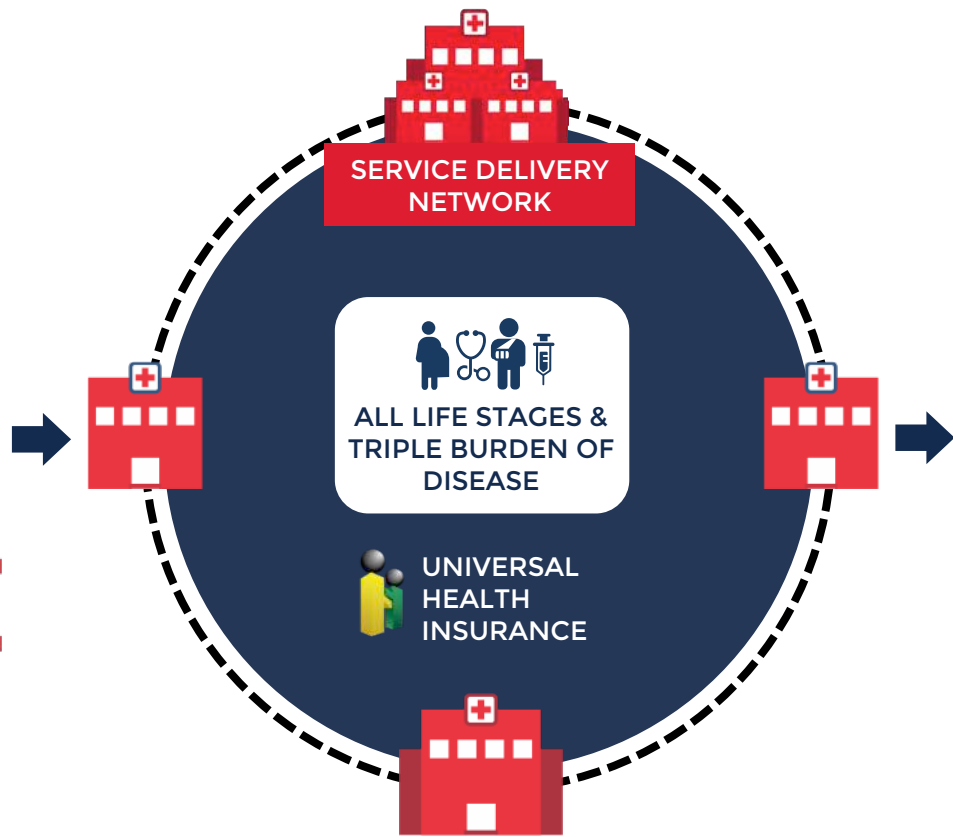 SERVICE DELIVERY
NETWORK
ALL LIFE STAGES &
TRIPLE BURDEN OF
DISEASE
UNIVERSAL
HEALTH
INSURANCE